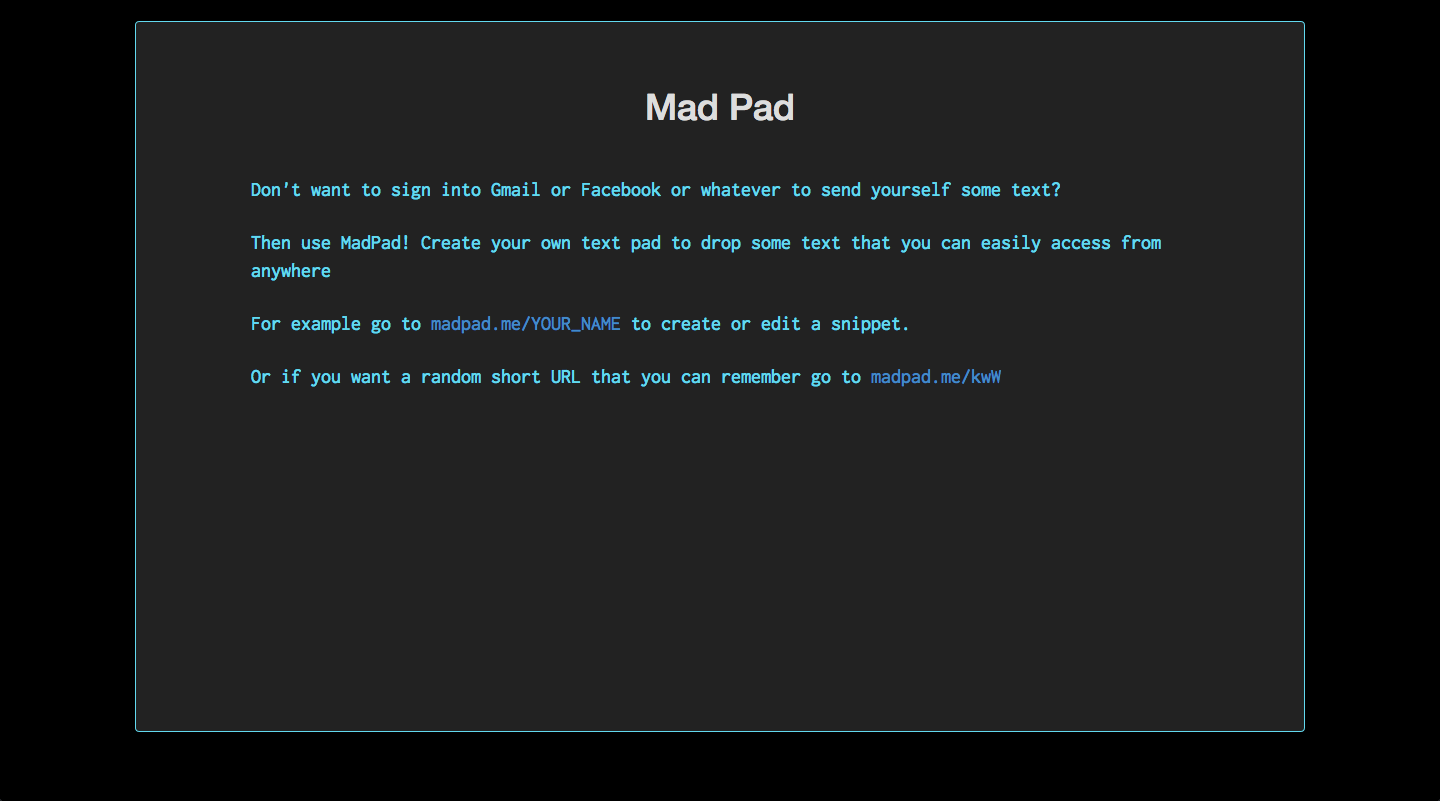 Mad Pad
Don't want to sign into Gmail or Facebook or whatever to send yourself some text?
Then use MadPad! Create your own text pad to drop some text that you can easily access from
anywhere
For example go to madpad.me/YOUR_NAME to create or edit a snippet.
Or if you want a random short URL that you can remember go to madpad.me/kwW